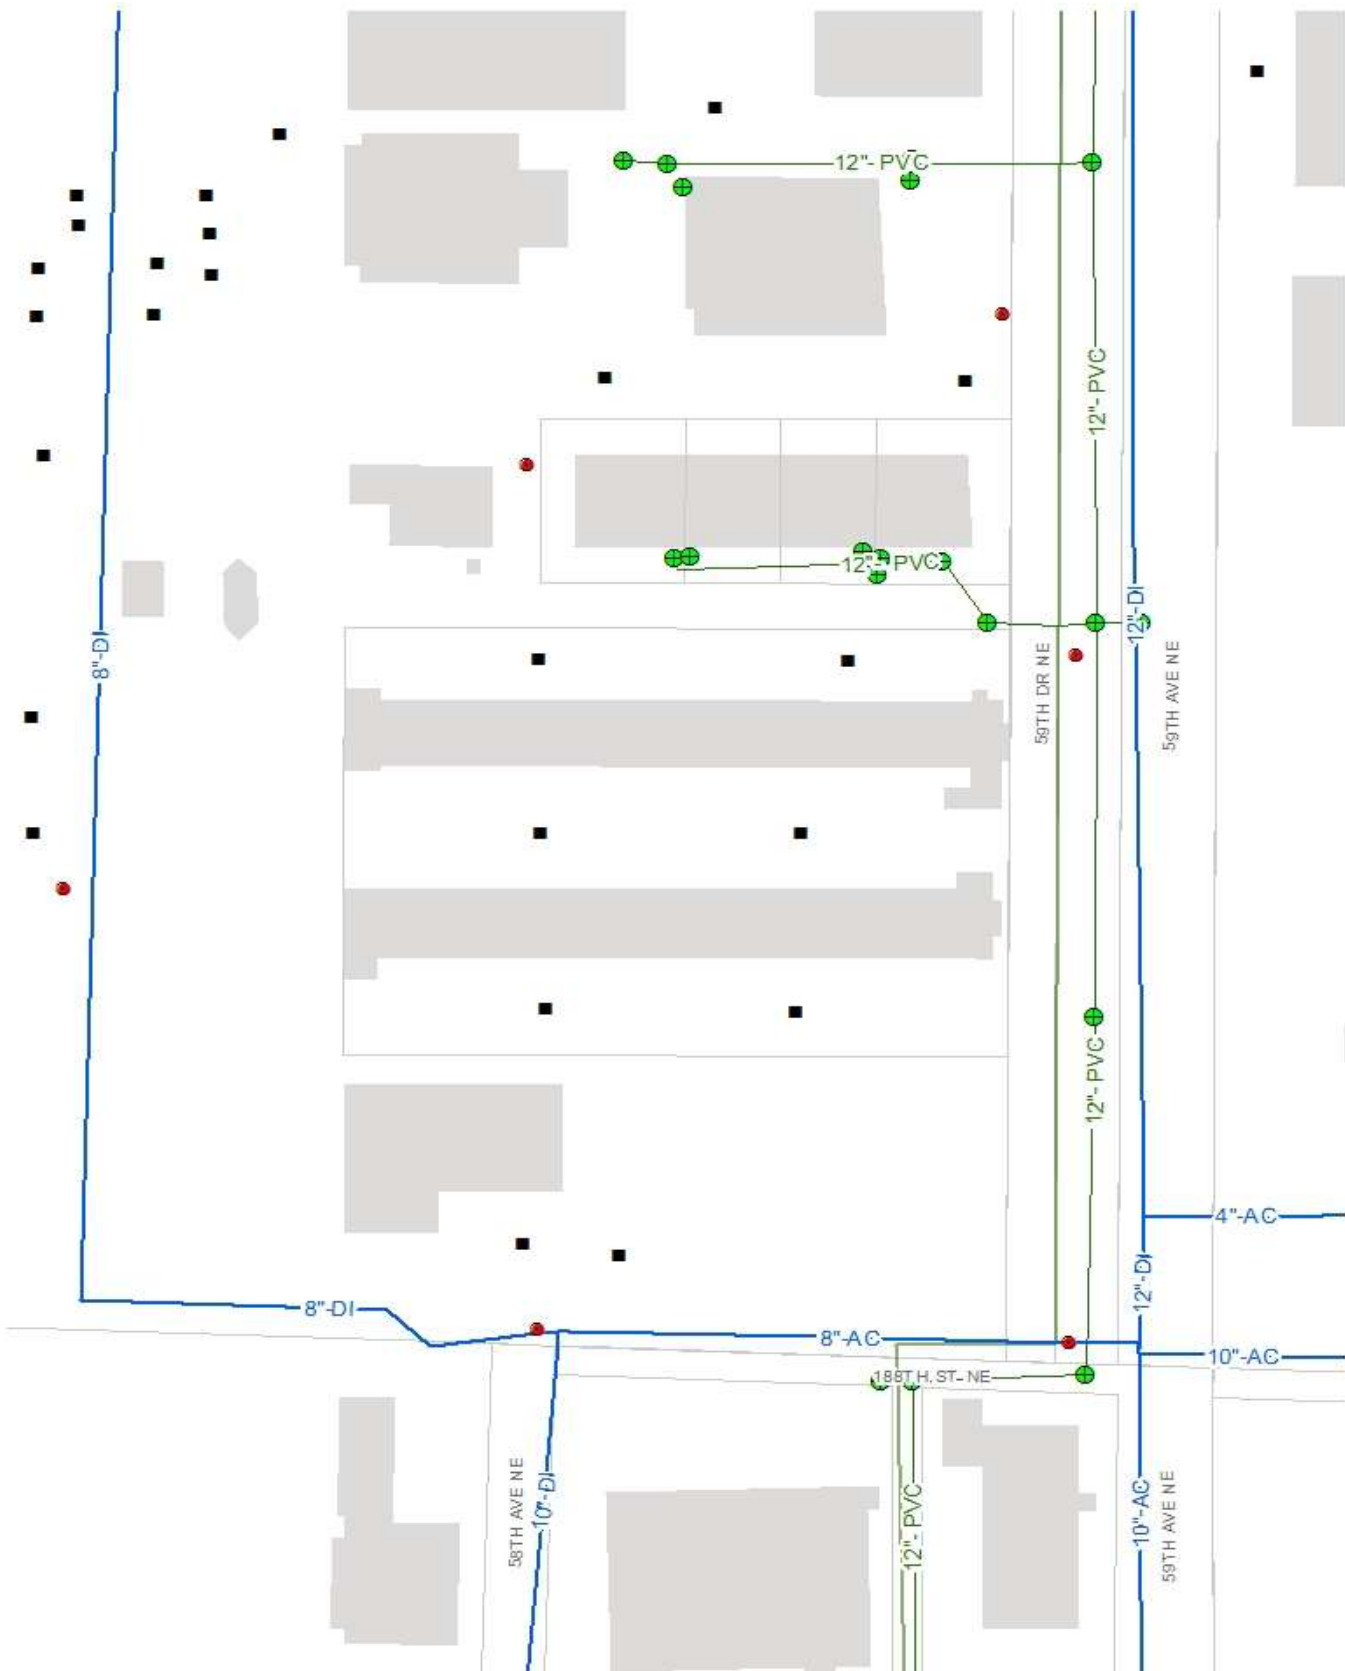 12"- PVC
12"- PVC
12"- PVC
12"-DI
8"-DI
59TH DR NE
59TH AVE NE
12"- PVC
4"-AC
12"-DI
8"-DI
8"-AC
10"-AC
188TH. ST- NE
58TH AVE NE
10"-DI
12"- PVC
10"-AC
59TH AVE NE